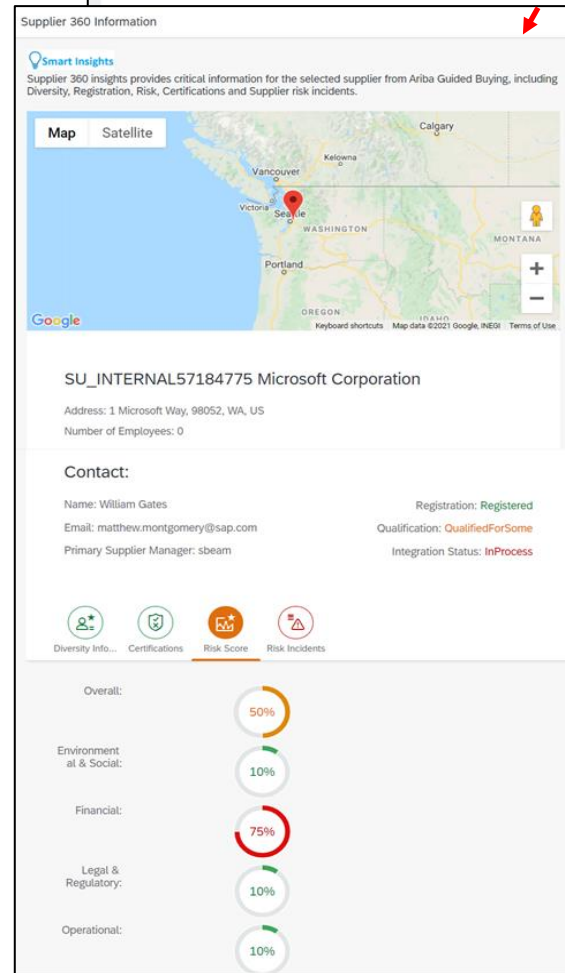 Supplier 360 Information
Smart Insights
Supplier 360 insights provides critical information for the selected supplier from Ariba Guided Buying, including
Diversity, Registration, Risk, Certifications and Supplier risk incidents.
Map Satellite
Calgary
Kelowna
Vancouver
Victoria
Seattle
WASHINGTON
MONTANA
Portland
OREGON
IDAHO
Google
Keyboard shortcuts Map data ©2021 Google, INEGI Terms of Use
SU_INTERNAL57184775 Microsoft Corporation
Address: 1 Microsoft Way, 98052, WA, US
Number of Employees: 0
Contact:
Name: William Gates
Registration: Registered
Email: matthew.montgomery@sap.com
Qualification: QualifiedForSome
Primary Supplier Manager: sbeam
Integration Status: InProcess
Diversity Info... Certifications Risk Score Risk Incidents
Overall:
50%
Environment
al & Social:
10%
Financial:
75%
Legal &
Regulatory:
10%
Operational:
10%